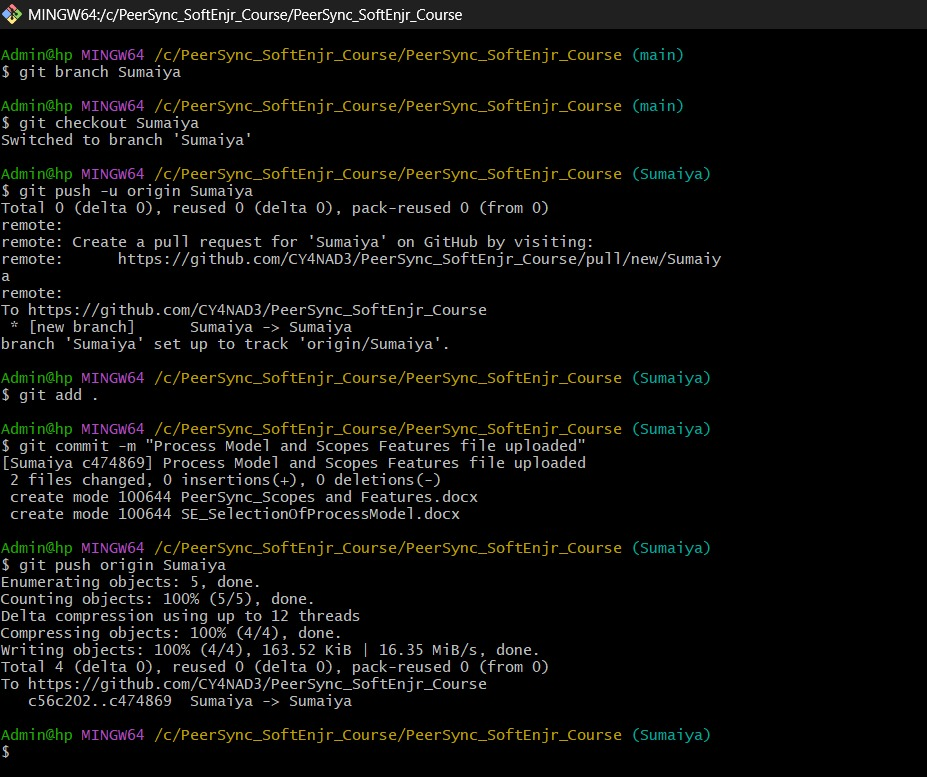 MINGW64:/c/PeerSync_SoftEnjr_Course/PeerSync_SoftEnjr_Course
Admin@hp MINGW64 /c/PeerSync_SoftEnjr_Course/PeerSync_SoftEnjr_Course (main)
$ git branch Sumaiya
Admin@hp MINGW64 /c/PeerSync_SoftEnjr_Course/PeerSync_SoftEnjr_Course (main)
$ git checkout Sumaiya
Switched to branch 'Sumaiya'
Admin@hp MINGW64 /c/PeerSync_SoftEnjr_Course/PeerSync_SoftEnjr_Course (Sumaiya)
$ git push -u origin Sumaiya
Total 0 (delta 0), reused 0 (delta 0), pack-reused 0 (from 0)
remote:
remote: Create a pull request for 'Sumaiya' on GitHub by visiting:
remote:      https://github.com/CY4NAD3/PeerSync_SoftEnjr_Course/pull/new/Sumaiy
a
remote:
To https://github.com/CY4NAD3/PeerSync_SoftEnjr_Course
 * [new branch]      Sumaiya -> Sumaiya
branch 'Sumaiya' set up to track 'origin/Sumaiya'.
Admin@hp MINGW64 /c/PeerSync_SoftEnjr_Course/PeerSync_SoftEnjr_Course (Sumaiya)
$ git add .
Admin@hp MINGW64 /c/PeerSync_SoftEnjr_Course/PeerSync_SoftEnjr_Course (Sumaiya)
$ git commit -m "Process Model and Scopes Features file uploaded"
[Sumaiya c474869] Process Model and Scopes Features file uploaded
 2 files changed, 0 insertions(+), 0 deletions(-)
 create mode 100644 PeerSync_Scopes and Features.docx
 create mode 100644 SE_SelectionOfProcessModel.docx
Admin@hp MINGW64 /c/PeerSync_SoftEnjr_Course/PeerSync_SoftEnjr_Course (Sumaiya)
$ git push origin Sumaiya
Enumerating objects: 5, done.
Counting objects: 100% (5/5), done.
Delta compression using up to 12 threads
Compressing objects: 100% (4/4), done.
Writing objects: 100% (4/4), 163.52 KiB | 16.35 MiB/s, done.
Total 4 (delta 0), reused 0 (delta 0), pack-reused 0 (from 0)
To https://github.com/CY4NAD3/PeerSync_SoftEnjr_Course
   c56c202..c474869  Sumaiya -> Sumaiya
Admin@hp MINGW64 /c/PeerSync_SoftEnjr_Course/PeerSync_SoftEnjr_Course (Sumaiya)
$